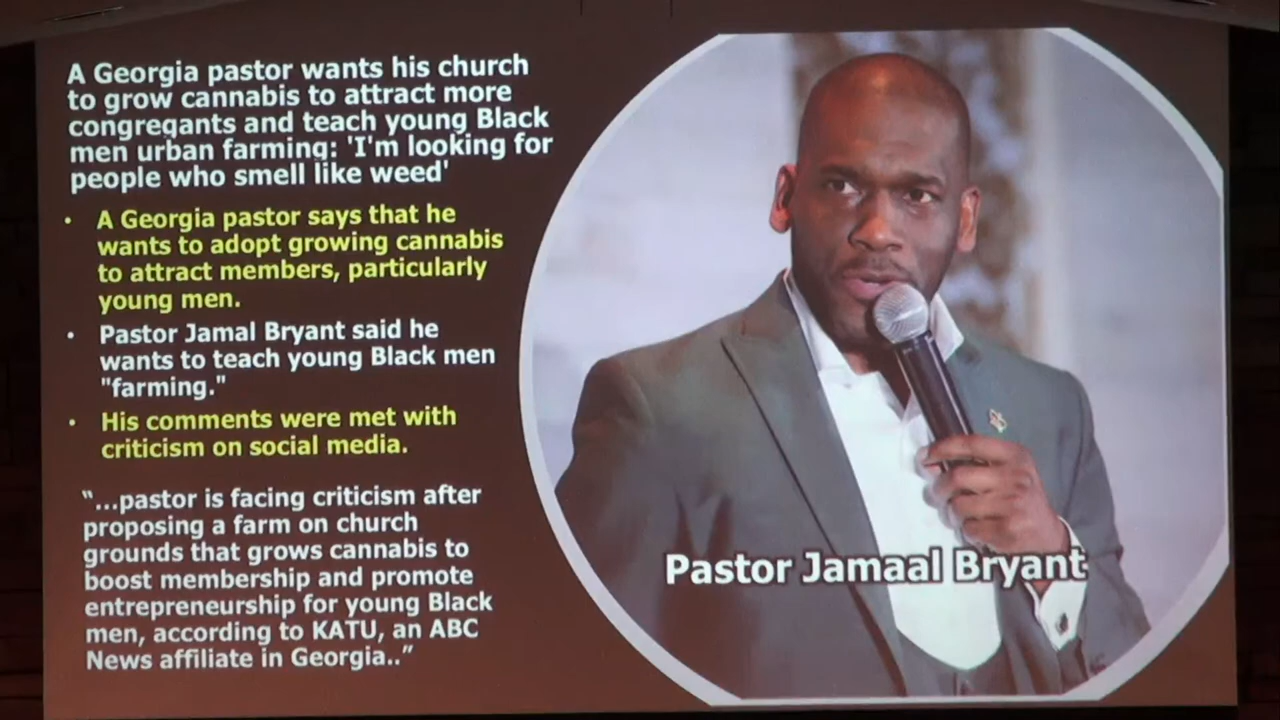 A Georgia pastor wants his church
to grow cannabis to attract more
congregants and teach young Black
men urban farming: 'I'm looking for
people who smell like weed'
• A Georgia pastor says that he
wants to adopt growing cannabis
to attract members, particularly
young men.
• Pastor Jamal Bryant said he
wants to teach young Black men
"farming."
• His comments were met with
criticism on social media.
"...pastor is facing criticism after
proposing a farm on church
grounds that grows cannabis to
boost membership and promote
entrepreneurship for young Black
men, according to KATU, an ABC
News affiliate in Georgia.."
Pastor Jamaal Bryant